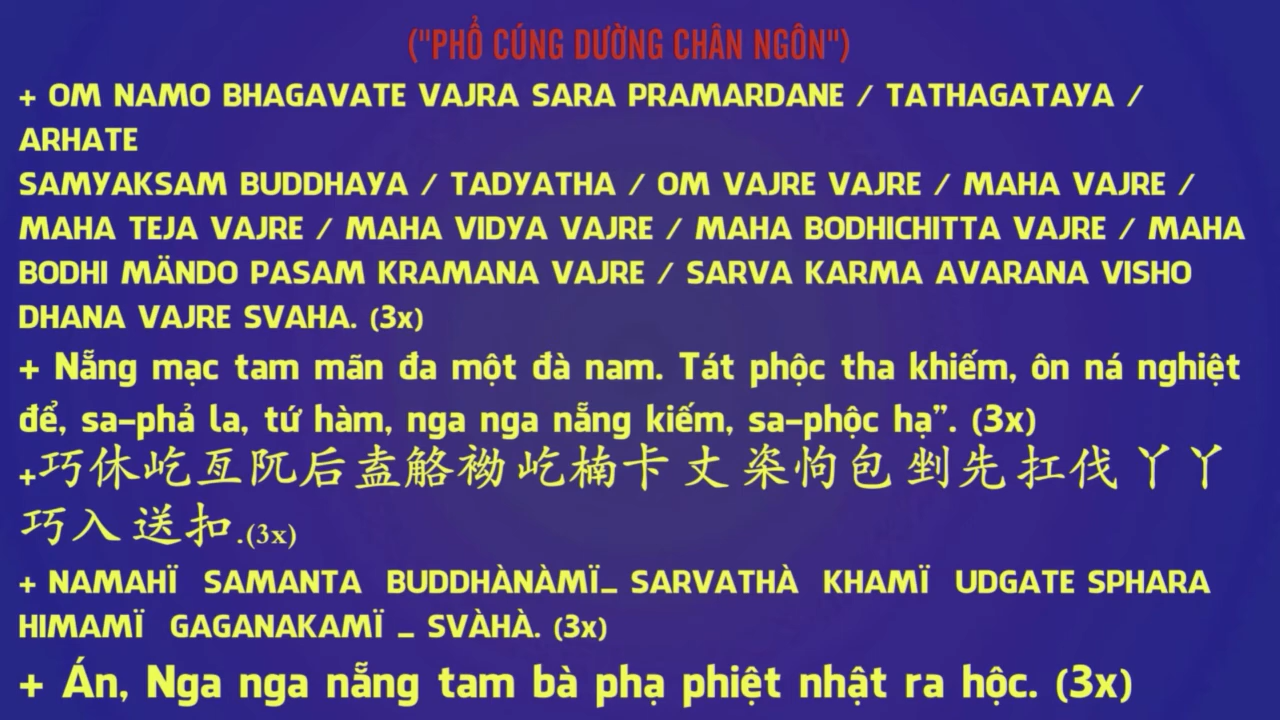 ("PHỔ CÚNG DƯỜNG CHÂN NGÔN")
+ OM NAMO BHAGAVATE VAJRA SARA PRAMARDANE / TATHAGATAYA /
ARHATE
SAMYAKSAM BUDDHAYA / TADYATHA / OM VAJRE VAJRE / MAHA VAJRE /
MAHA TEJA VAJRE / MAHA VIDYA VAJRE / MAHA BODHICHITTA VAJRE / MAHA
BODHI MÄNDO PASAM KRAMANA VAJRE / SARVA KARMA AVARANA VISHO
DHANA VAJRE SVAHA. (3x)
+ Nẵng mạc tam mãn đa một đà nam. Tát phộc tha khiếm, ôn ná nghiệt
để, sa-phả la, tứ hàm, nga nga nẵng kiếm, sa-phộc hạ”. (3x)
+巧休屹亙阢后盍觡袎屹楠卡丈梁怐包剉先扛伐丫丫
巧入送扣.(3x)
+ NAMAHÏ SAMANTA BUDDHÀNÀMÏ_ SARVATHÀ KHAMÏ UDGATE SPHARA
HIMAMÏ GAGANAKAMÏ _ SVÀHÀ. (3x)
+ Án, Nga nga nẵng tam bà phạ phiệt nhật ra hộc. (3x)